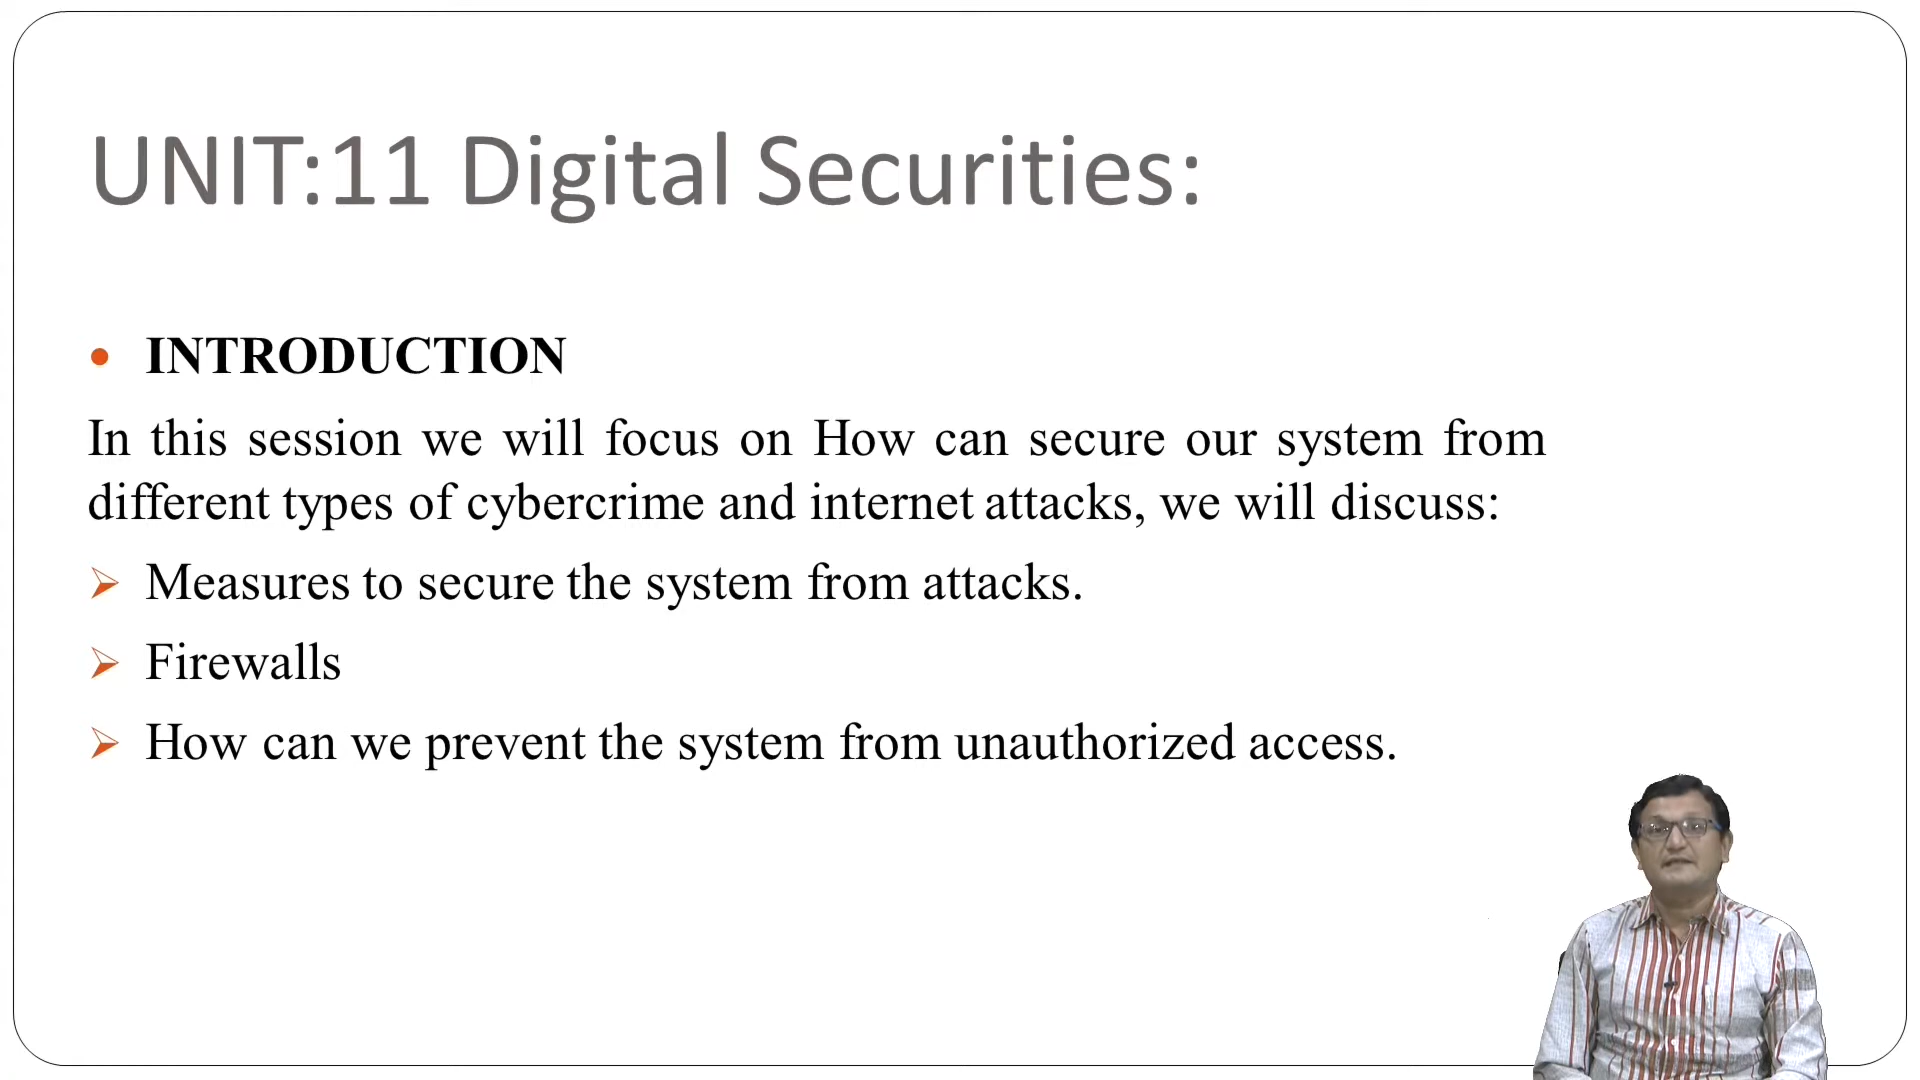 UNIT:11 Digital Securities:
INTRODUCTION
In this session we will focus on How can secure our system from
different types of cybercrime and internet attacks, we will discuss:
Measures to secure the system from attacks.
Firewalls
How can we prevent the system from unauthorized access.